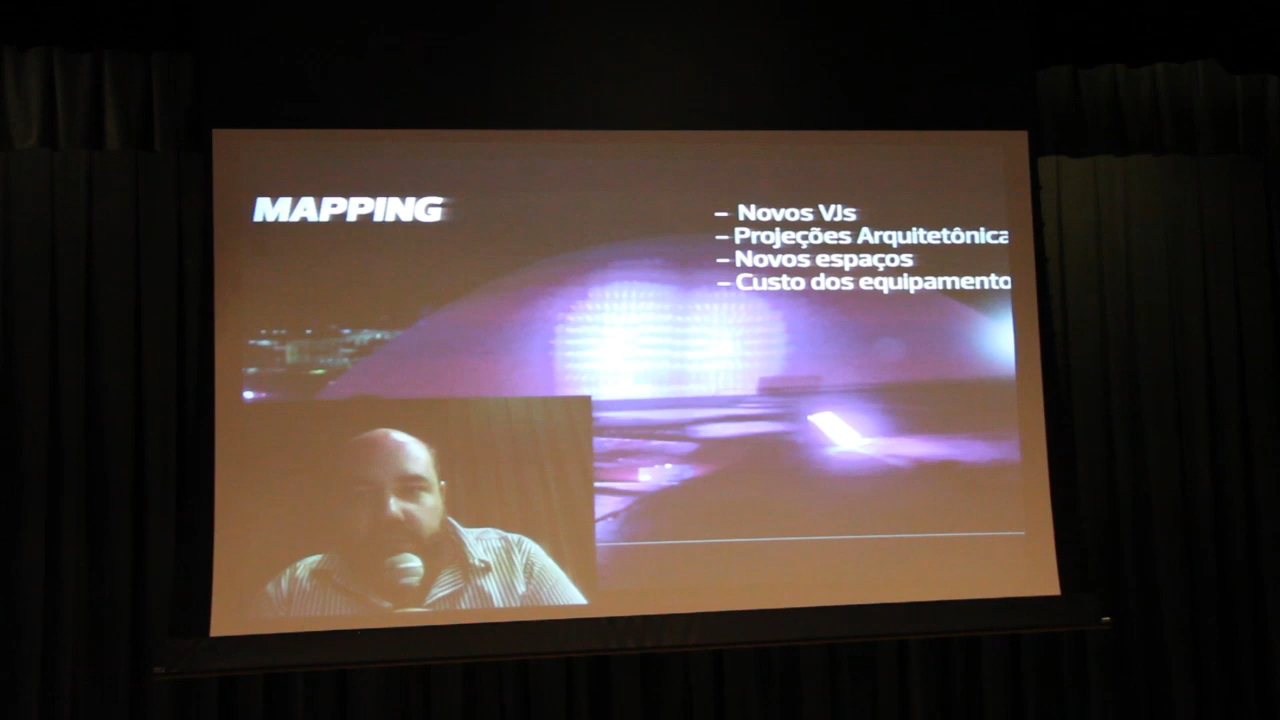 MAPPING
– Novos VJs
– Projeções Arquitetônica
– Novos espaços
– Custo dos equipamento